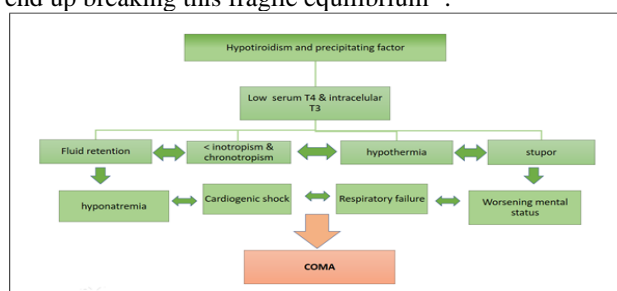 end up breaking this fragile equilibrium
Hypotiroidism and precipitating factor
Low serum T4 & intracelular
T3
Fluid retention
< inotropism &
chronotropism
hypothermia
stupor
hyponatremia
Cardiogenic shock
Respiratory failure
Worsening mental
status
COMA